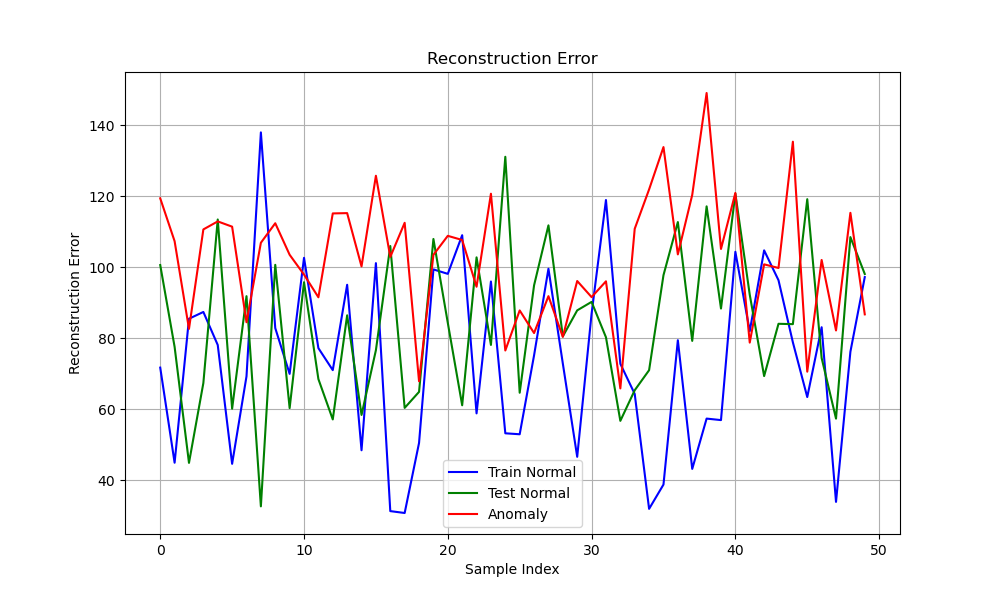 Reconstruction Error
Reconstruction Error
140
120
100
80
60
40
Train Normal
Test Normal
Anomaly
0
10
20
30
40
50
Sample Index